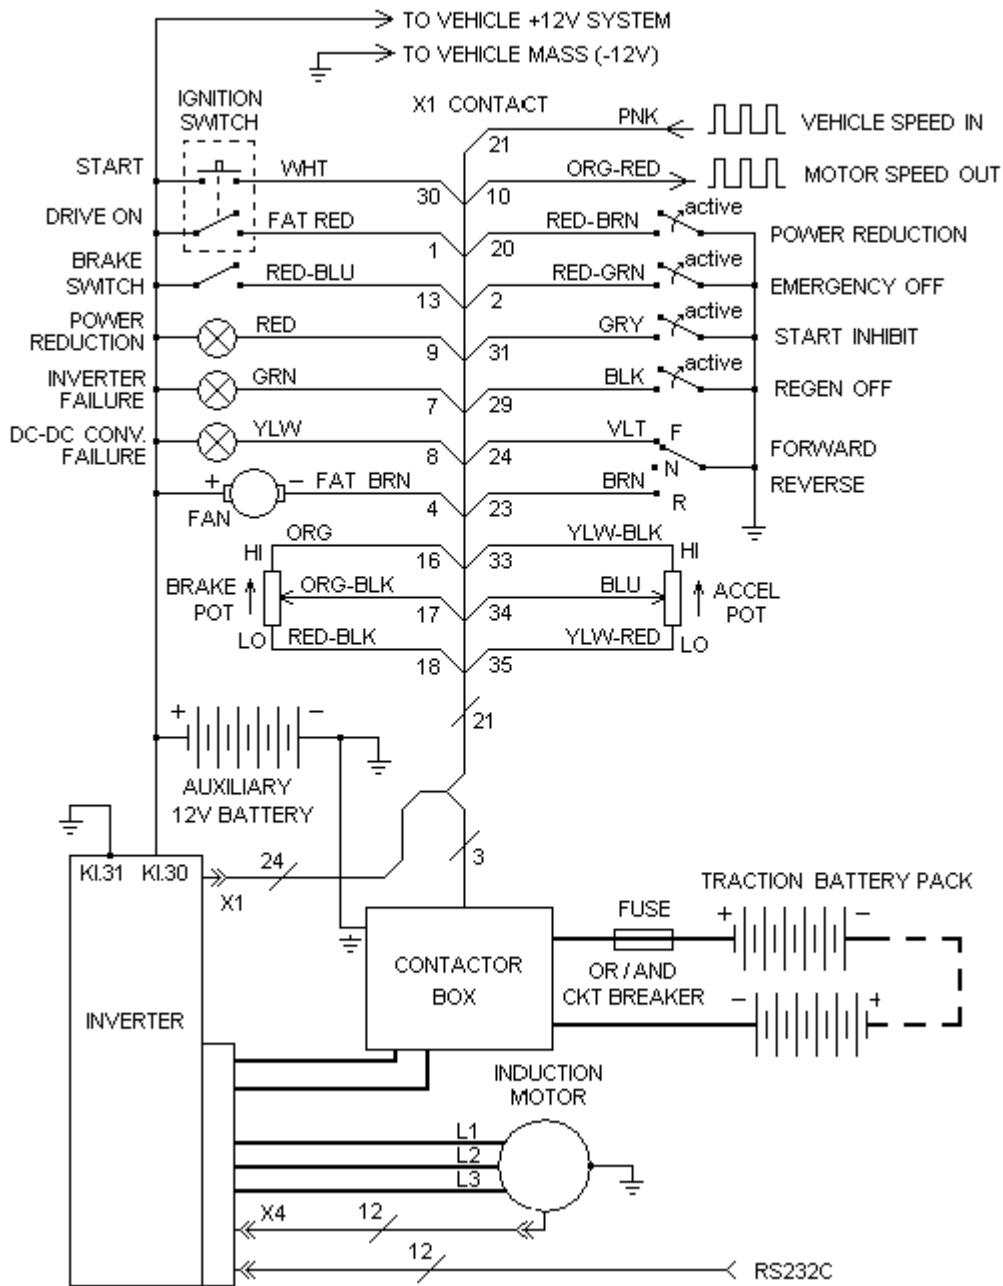 TO VEHICLE +12V SYSTEM
TO VEHICLE MASS (-12V)
IGNITION
SWITCH
X1 CONTACT
PNK
21
VEHICLE SPEED IN
START
WHT
30
10
ORG-RED
MOTOR SPEED OUT
DRIVE ON
FAT RED
1
20
RED-BRN
active
POWER REDUCTION
BRAKE
SWITCH
RED-BLU
13
2
RED-GRN
active
EMERGENCY OFF
POWER
REDUCTION
RED
9
31
GRY
active
START INHIBIT
INVERTER
FAILURE
GRN
7
29
BLK
active
REGEN OFF
DC-DC CONV.
FAILURE
YLW
8
24
VLT
F
N
R
FORWARD
REVERSE
+
−
FAN
FAT BRN
4
23
BRN
HI
ORG
16
33
YLW-BLK
HI
BRAKE
POT
ORG-BLK
17
34
BLU
ACCEL
POT
LO
RED-BLK
18
35
YLW-RED
LO
21
+
−
AUXILIARY
12V BATTERY
KI.31
KI.30
24
X1
3
TRACTION BATTERY PACK
FUSE
+
−
OR / AND
CKT BREAKER
−
+
CONTACTOR
BOX
INVERTER
INDUCTION
MOTOR
L1
L2
L3
X4
12
12
RS232C